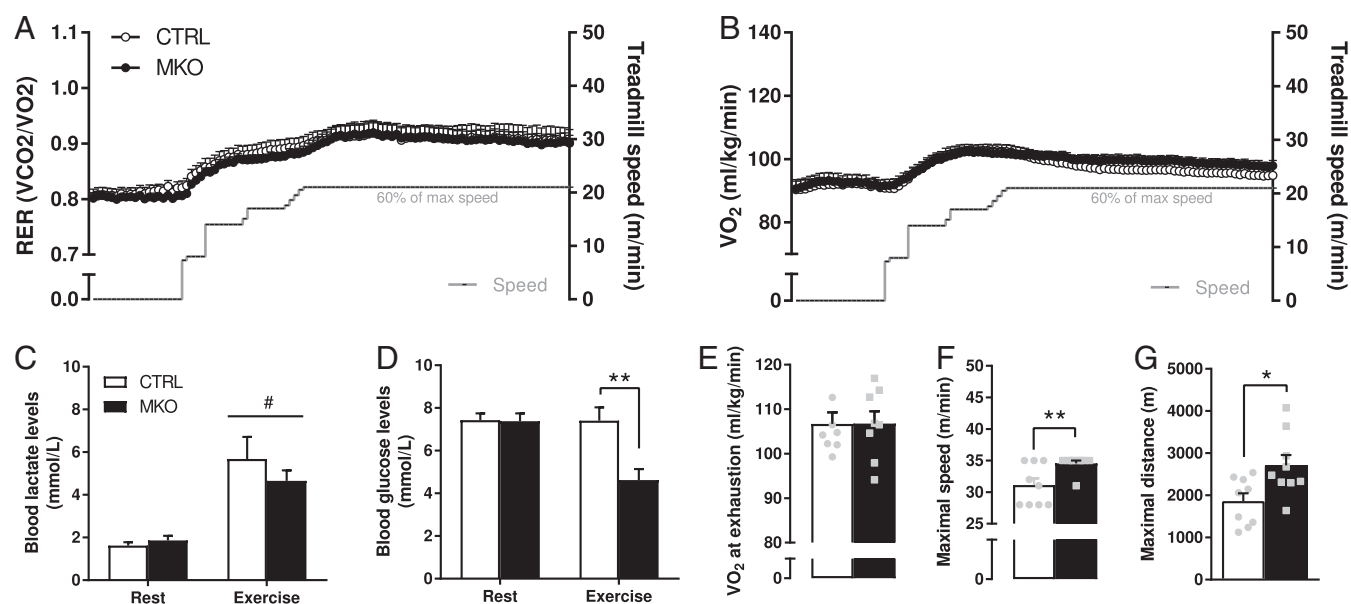 A
CTRL
MKO
RER (VCO2/VO2)
1.1
1.0
0.9
0.8
0.7
0.0
60% of max speed
Speed
50
40
30
20
10
0
Treadmill speed (m/min)
B
VO2 (ml/kg/min)
140
120
100
80
0
60% of max speed
Speed
50
40
30
20
10
0
Treadmill speed (m/min)
C
Blood lactate levels
(mmol/L)
10
8
6
4
2
0
CTRL
MKO
#
Rest
Exercise
D
Blood glucose levels
(mmol/L)
10
8
6
4
2
0
**
Rest
Exercise
E
VO2 at exhaustion (ml/kg/min)
120
110
100
90
80
0
F
Maximal speed (m/min)
50
45
40
35
30
25
0
**
G
Maximal distance (m)
5000
4000
3000
2000
1000
0
*